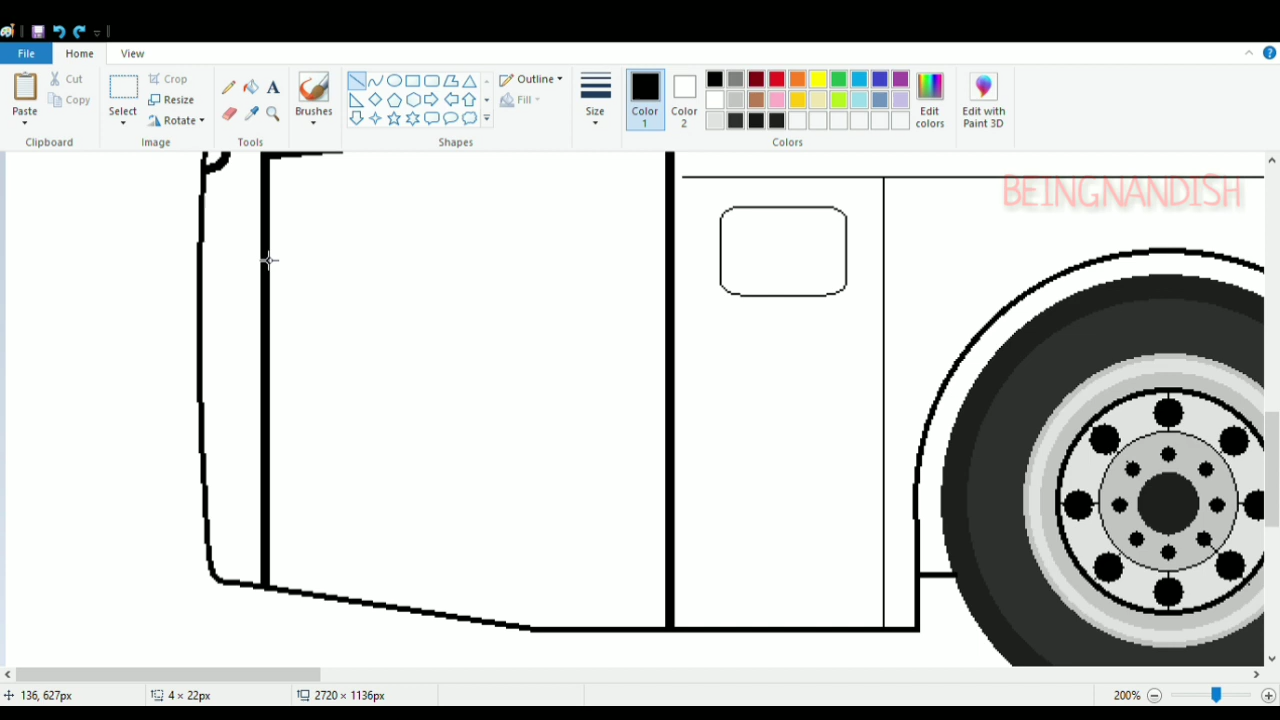 File Home View
Paste Cut Copy Clipboard
Select Crop Resize Rotate Image
Tools
Brushes
Shapes
Outline Fill
Size
Color 1
Color 2
Edit colors
Colors
Edit with Paint 3D
BEINGNANDISH
136, 627px 4 × 22px 2720 × 1136px 200%